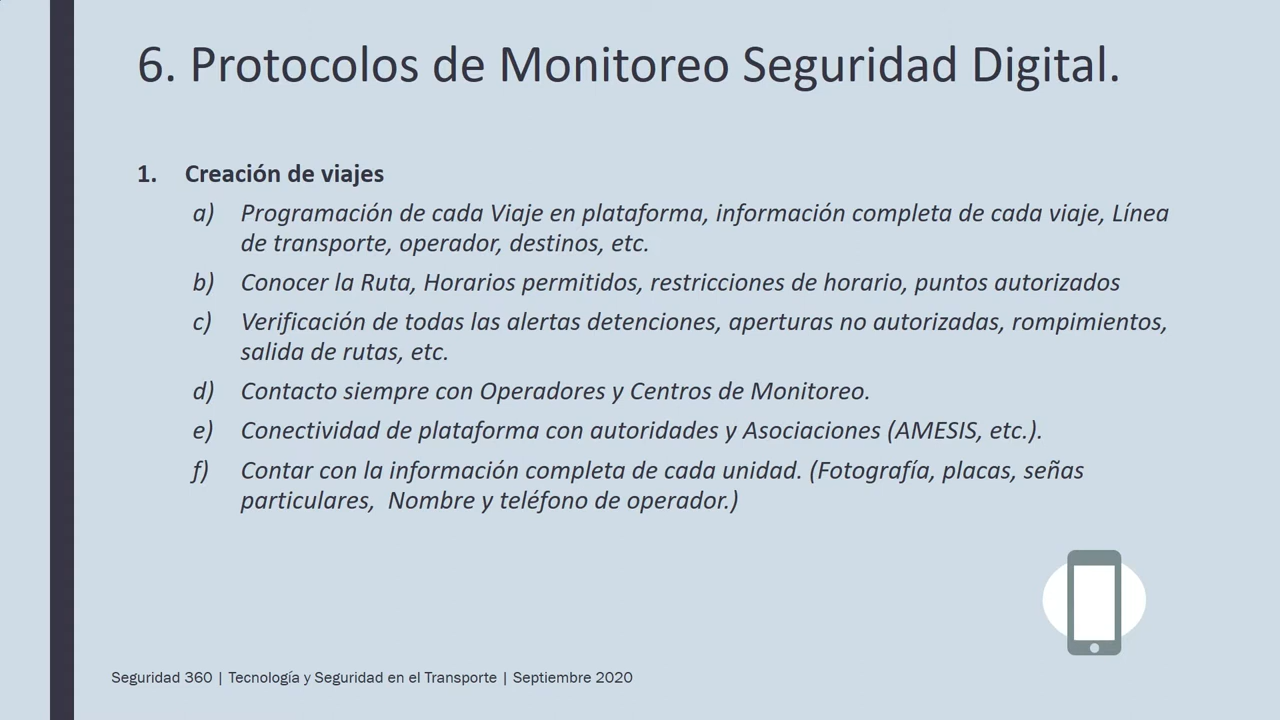 6. Protocolos de Monitoreo Seguridad Digital.
1. Creación de viajes
a) Programación de cada Viaje en plataforma, información completa de cada viaje, Línea
de transporte, operador, destinos, etc.
b) Conocer la Ruta, Horarios permitidos, restricciones de horario, puntos autorizados
c) Verificación de todas las alertas detenciones, aperturas no autorizadas, rompimientos,
salida de rutas, etc.
d) Contacto siempre con Operadores y Centros de Monitoreo.
e) Conectividad de plataforma con autoridades y Asociaciones (AMESIS, etc.).
f) Contar con la información completa de cada unidad. (Fotografía, placas, señas
particulares, Nombre y teléfono de operador.)
Seguridad 360 | Tecnología y Seguridad en el Transporte | Septiembre 2020